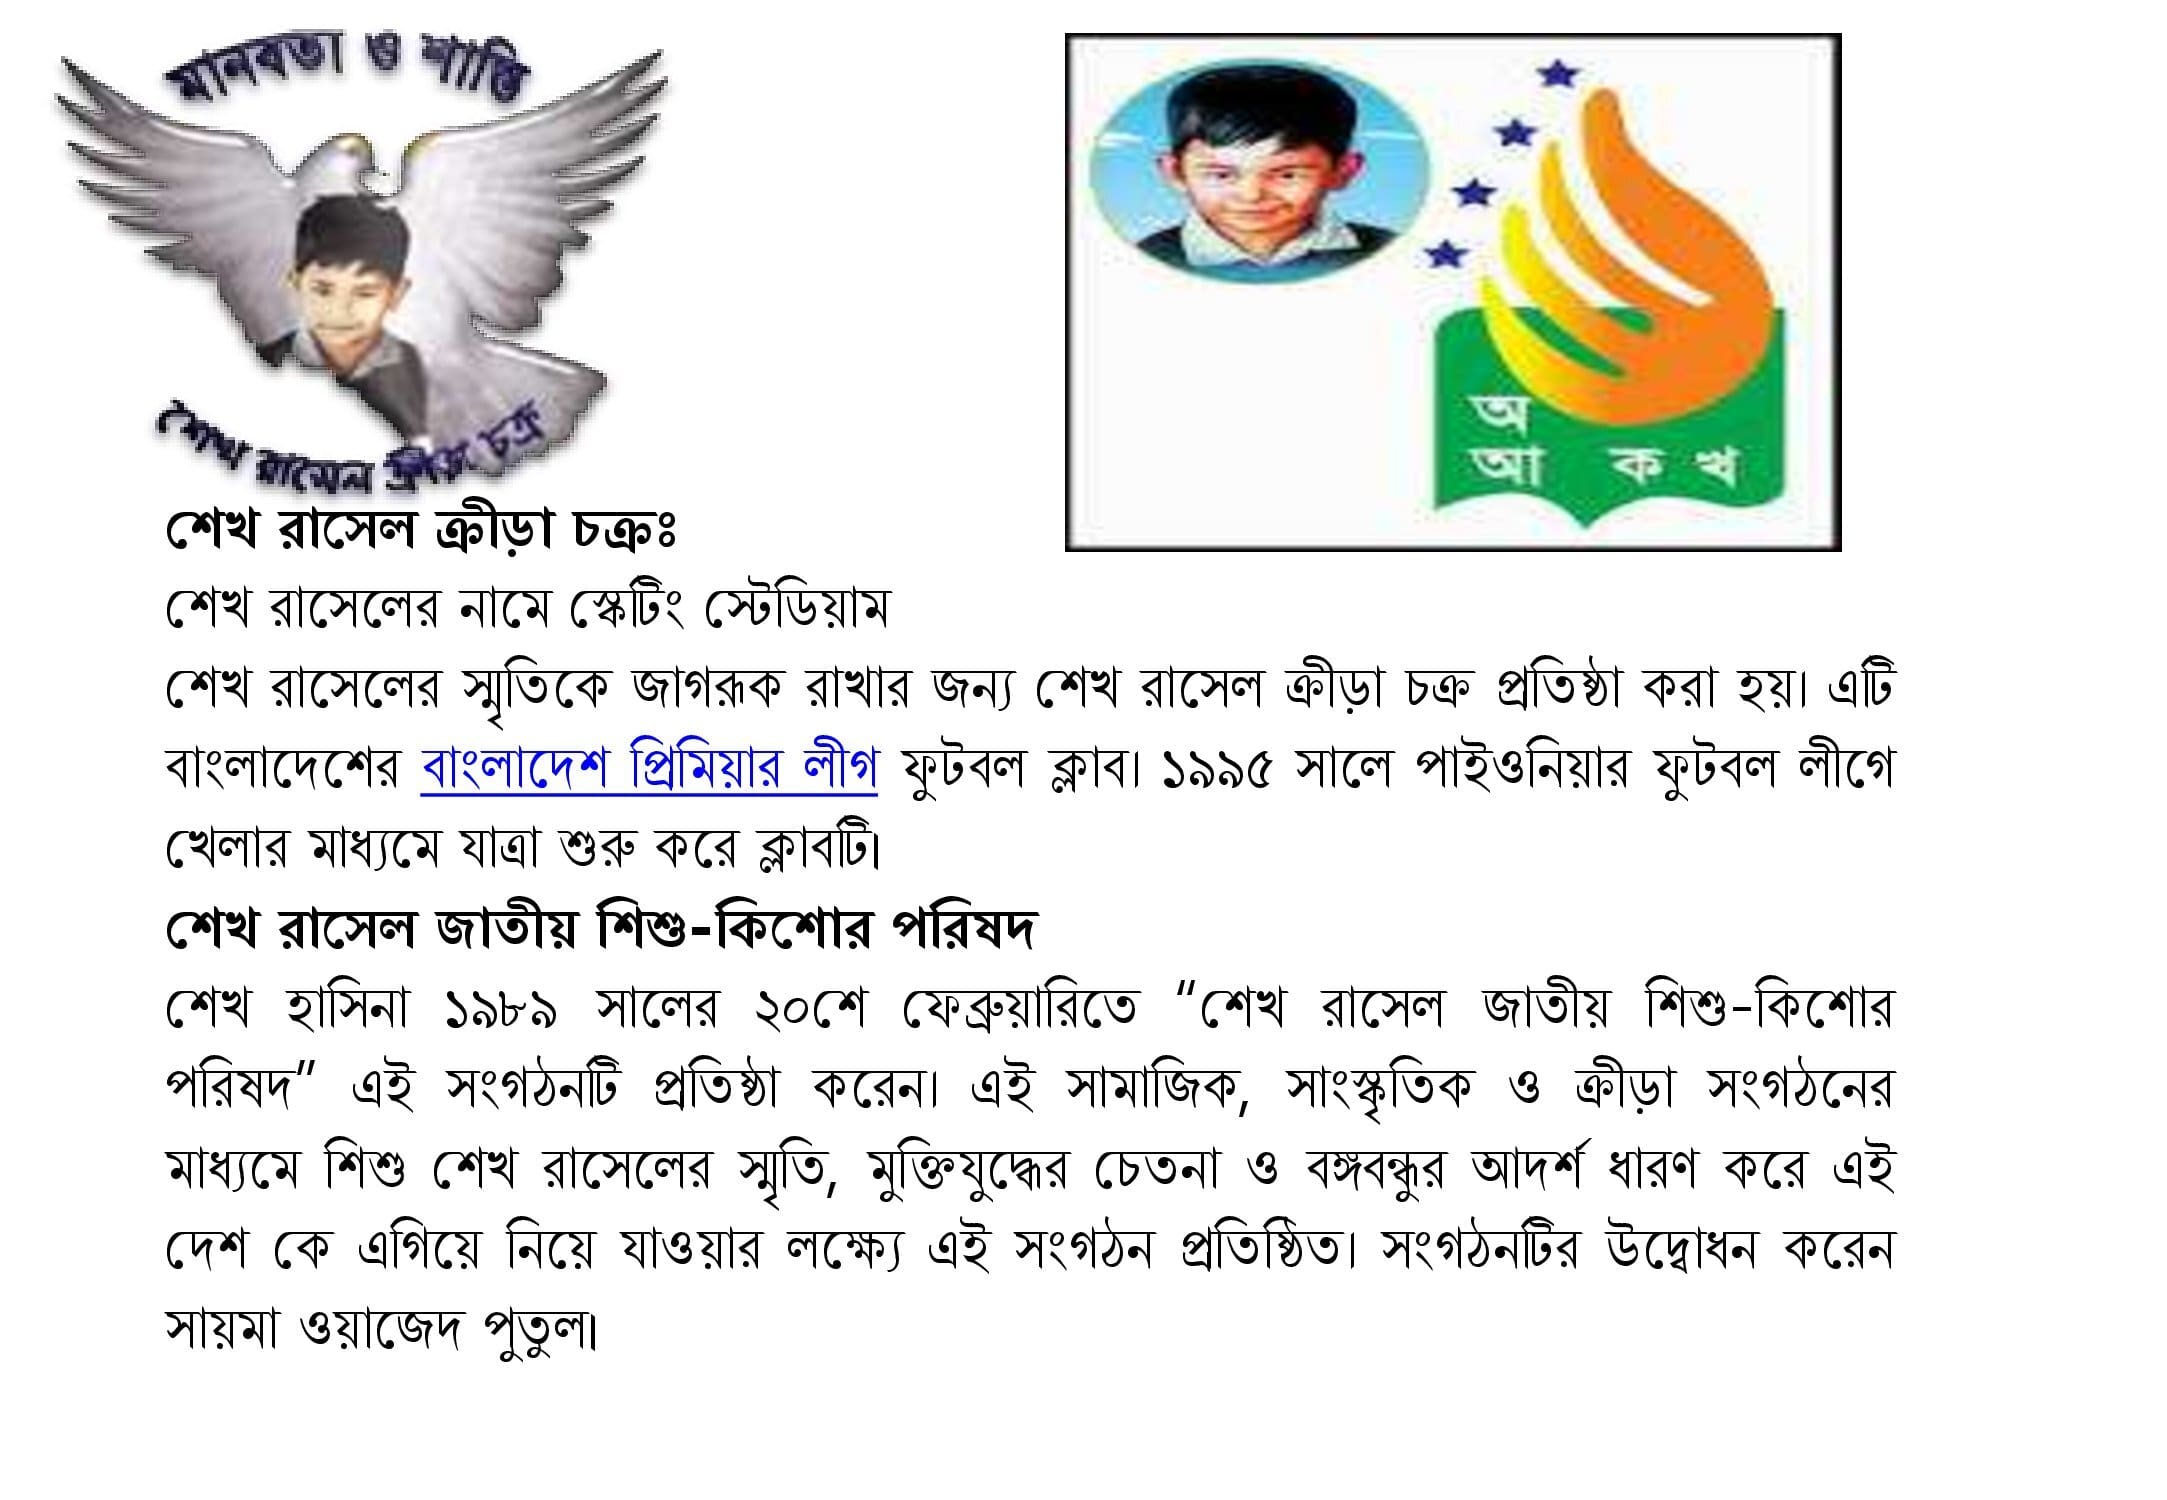 মানবতা ও শান্তি
শেখ রাসেল ক্রীড়া চক্র
অ
আ ক খ
শেখ রাসেল ক্রীড়া চক্রঃ
শেখ রাসেলের নামে স্কেটিং স্টেডিয়াম
শেখ রাসেলের স্মৃতিকে জাগরূক রাখার জন্য শেখ রাসেল ক্রীড়া চক্র প্রতিষ্ঠা করা হয়। এটি
বাংলাদেশের বাংলাদেশ প্রিমিয়ার লীগ ফুটবল ক্লাব। ১৯৯৫ সালে পাইওনিয়ার ফুটবল লীগে
খেলার মাধ্যমে যাত্রা শুরু করে ক্লাবটি।
শেখ রাসেল জাতীয় শিশু-কিশোর পরিষদ
শেখ হাসিনা ১৯৮৯ সালের ২০শে ফেব্রুয়ারিতে “শেখ রাসেল জাতীয় শিশু-কিশোর
পরিষদ” এই সংগঠনটি প্রতিষ্ঠা করেন। এই সামাজিক, সাংস্কৃতিক ও ক্রীড়া সংগঠনের
মাধ্যমে শিশু শেখ রাসেলের স্মৃতি, মুক্তিযুদ্ধের চেতনা ও বঙ্গবন্ধুর আদর্শ ধারণ করে এই
দেশ কে এগিয়ে নিয়ে যাওয়ার লক্ষ্যে এই সংগঠন প্রতিষ্ঠিত। সংগঠনটির উদ্বোধন করেন
সায়মা ওয়াজেদ পুতুল।